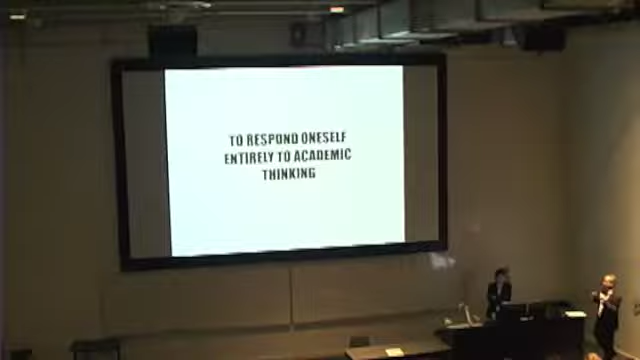 TO RESPOND ONESELF
ENTIRELY TO ACADEMIC
THINKING